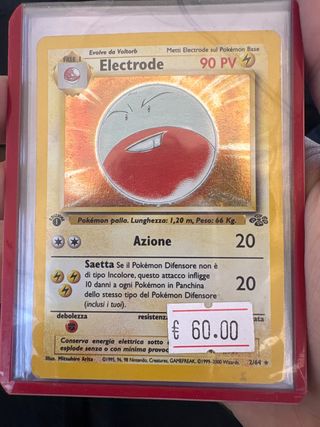 Evolve da Voltorb
Metti Electrode sul Pokémon Base
Electrode
90 PV
Pokémon palla. Lunghezza: 1,20 m, Peso: 66 Kg.
Azione 20
Saetta Se il Pokémon Difensore non è
di tipo Incolore, questo attacco infligge
10 danni a ogni Pokémon in Panchina
dello stesso tipo del Pokémon Difensore
(inclusi i tuoi).
20
debolezza
resistenza
€ 60.00
Conserva energia elettrica sotto
esplode senza o con minima provoc
Illus. Mitsuhiro Arita
©1995, 96, 98 Nintendo, Creatures, GAMEFREAK. ©1999-2000 Wizards.
2/64 ★